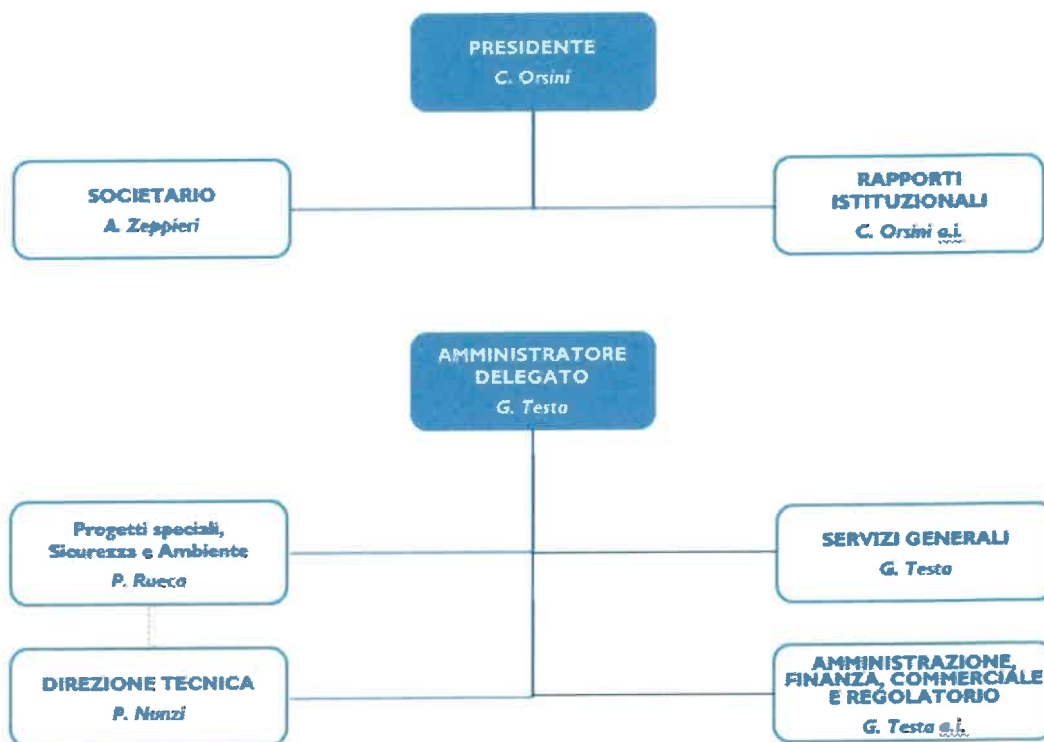 PRESIDENTE
C. Orsini
SOCIETARIO
A. Zeppieri
RAPPORTI
ISTITUZIONALI
C. Orsini a.i.
AMMINISTRATORE
DELEGATO
G. Testa
Progetti speciali,
Sicurezza e Ambiente
P. Rueca
SERVIZI GENERALI
G. Testa
DIREZIONE TECNICA
P. Nunzi
AMMINISTRAZIONE,
FINANZA, COMMERCIALE
E REGOLATORIO
G. Testa a.i.